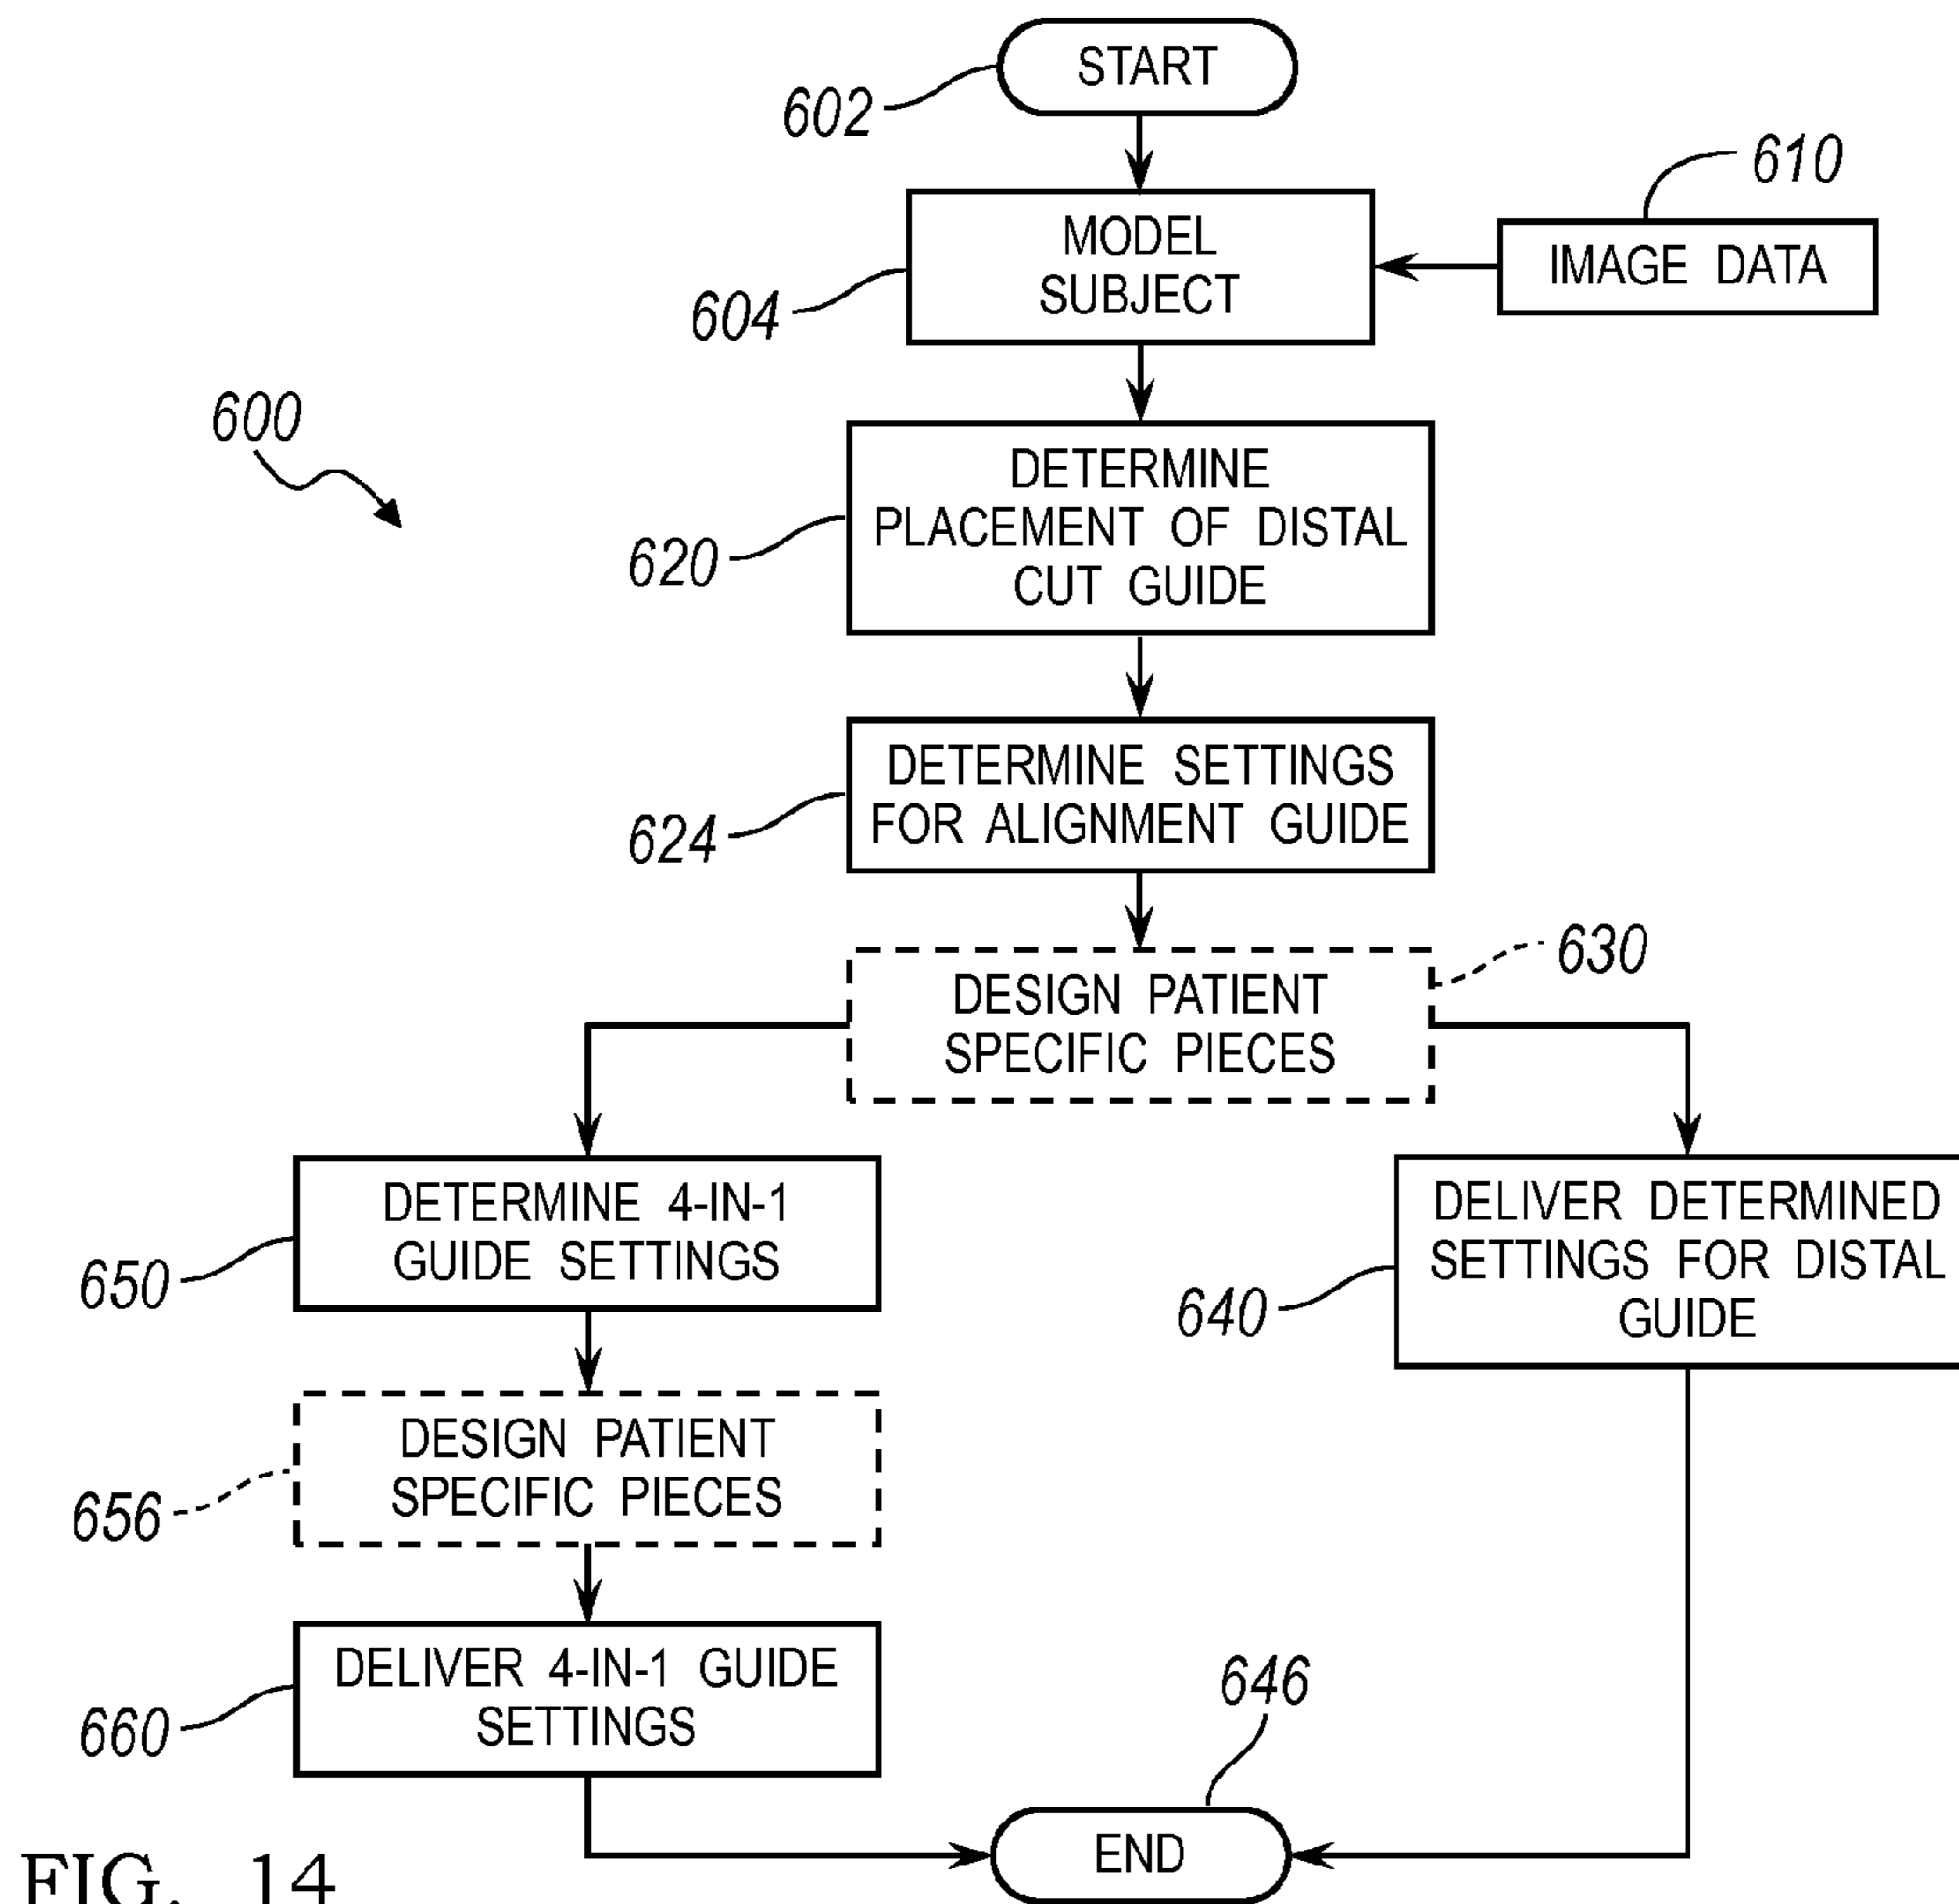 START
602
610
MODEL
SUBJECT
IMAGE DATA
604
600
DETERMINE
PLACEMENT OF DISTAL
CUT GUIDE
620
DETERMINE SETTINGS
FOR ALIGNMENT GUIDE
624
630
DESIGN PATIENT
SPECIFIC PIECES
DETERMINE 4-IN-1
GUIDE SETTINGS
650
DELIVER DETERMINED
SETTINGS FOR DISTAL
GUIDE
640
DESIGN PATIENT
SPECIFIC PIECES
656
DELIVER 4-IN-1 GUIDE
SETTINGS
660
646
END
FIG. 14